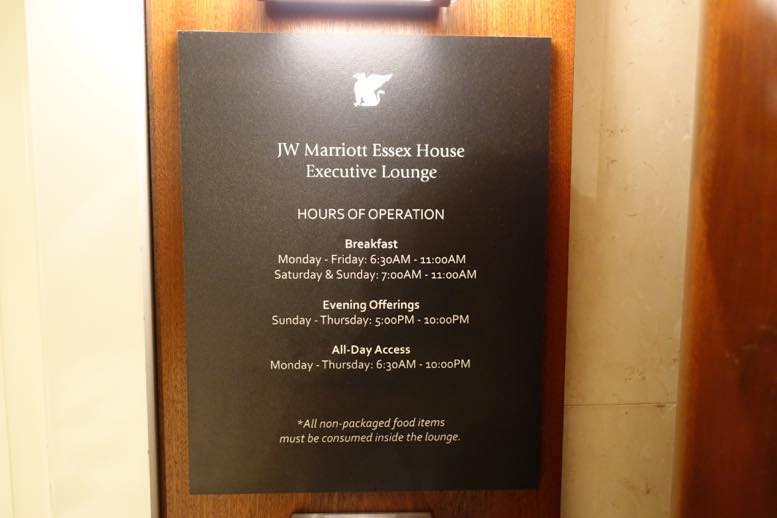 JW Marriott Essex House
Executive Lounge
HOURS OF OPERATION
Breakfast
Monday - Friday: 6:30AM - 11:00AM
Saturday & Sunday: 7:00AM - 11:00AM
Evening Offerings
Sunday - Thursday: 5:00PM - 10:00PM
All-Day Access
Monday - Thursday: 6:30AM - 10:00PM
*All non-packaged food items
must be consumed inside the lounge.